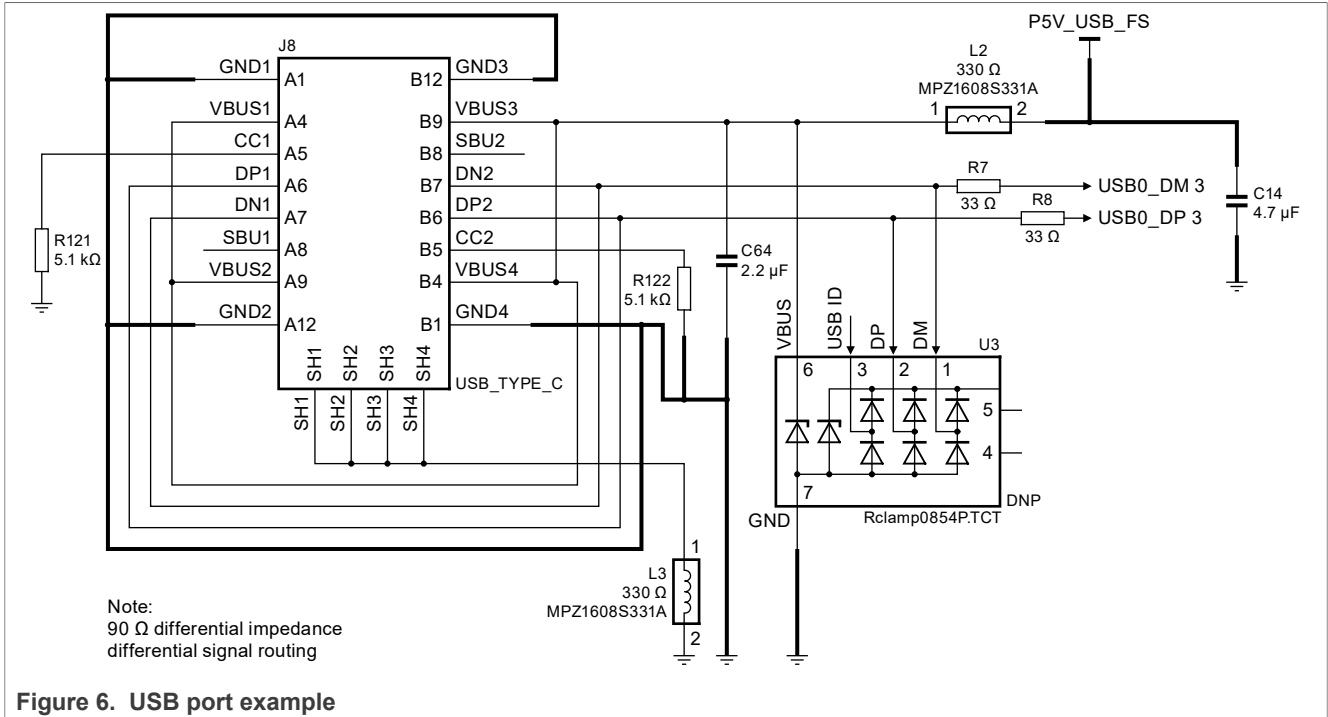 P5V_USB_FS
J8
L2
330 Ω
MPZ1608S331A
1
2
GND1
A1
B12
GND3
VBUS1
A4
B9
VBUS3
CC1
A5
B8
SBU2
DP1
A6
B7
DN2
R7
33 Ω
USB0_DM 3
DN1
A7
B6
DP2
R8
33 Ω
USB0_DP 3
C14
4.7 µF
SBU1
A8
B5
CC2
R121
5.1 kΩ
VBUS2
A9
B4
VBUS4
R122
5.1 kΩ
C64
2.2 µF
GND2
A12
B1
GND4
SH1
SH2
SH3
SH4
USB_TYPE_C
SH1
SH2
SH3
SH4
VBUS
USB ID
DP
DM
U3
6
3
2
1
5
4
7
DNP
GND
Rclamp0854P.TCT
1
L3
330 Ω
MPZ1608S331A
2
Note:
90 Ω differential impedance
differential signal routing
Figure 6. USB port example